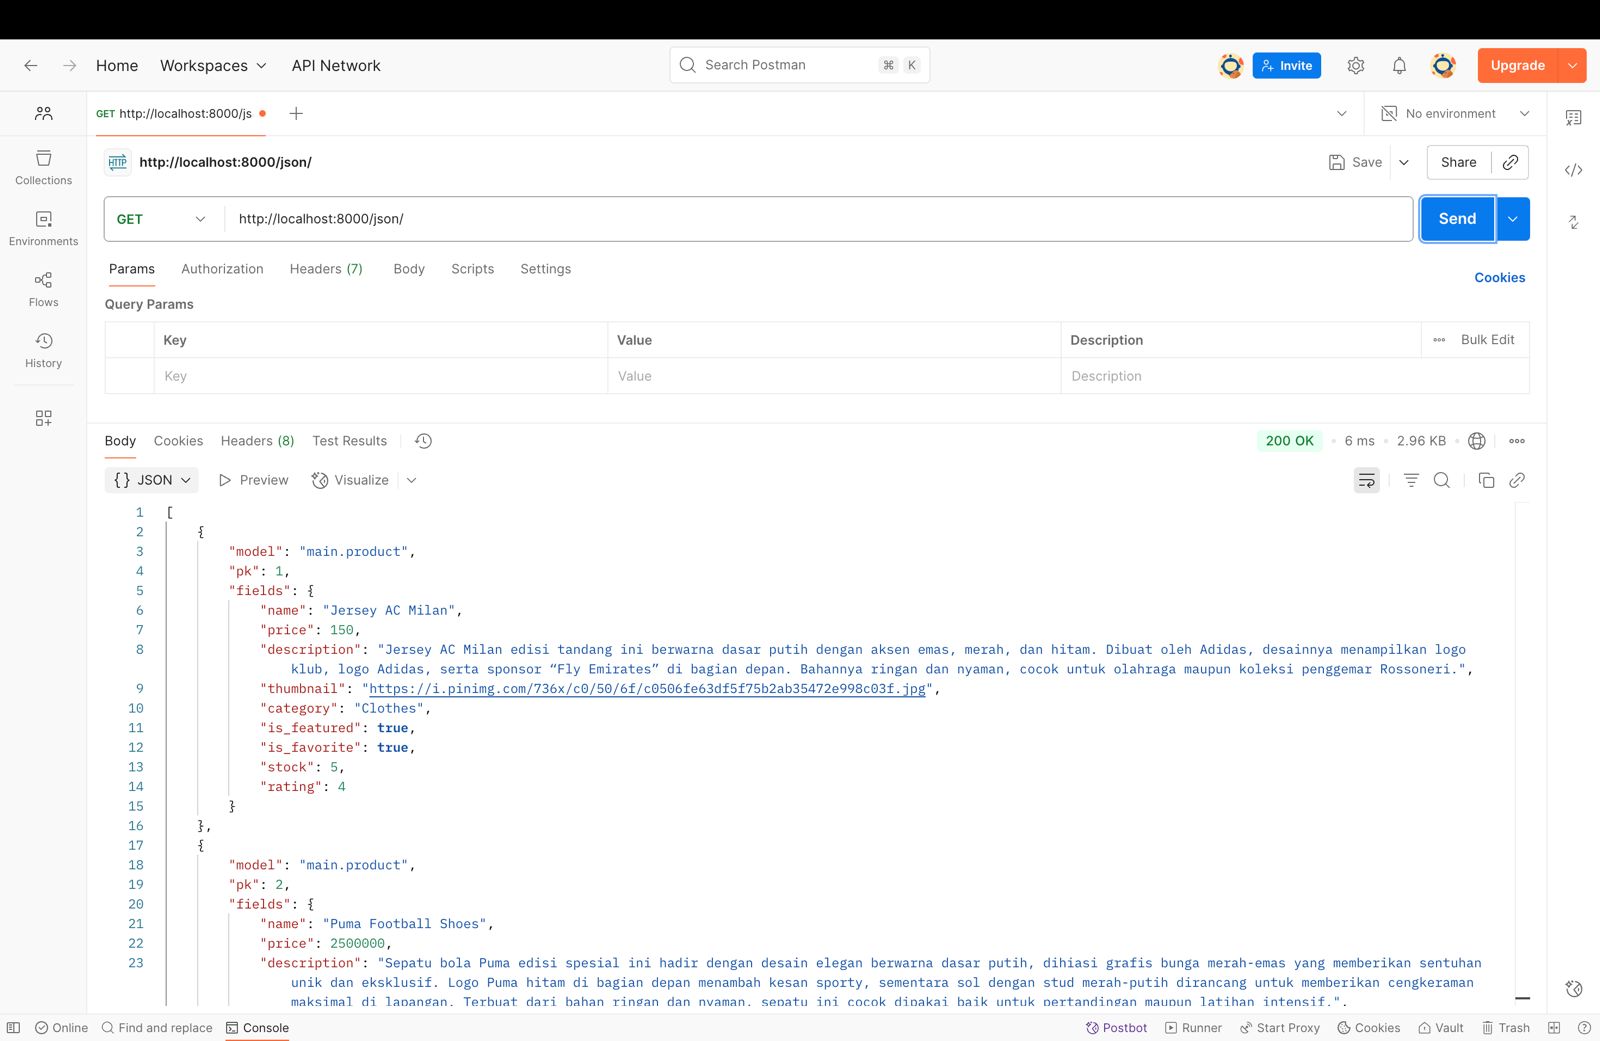 Home Workspaces API Network Search Postman ⌘ K Invite Upgrade
GET http://localhost:8000/js No environment
HTTP http://localhost:8000/json/ Save Share
GET http://localhost:8000/json/ Send
Params Authorization Headers (7) Body Scripts Settings Cookies
Query Params
Key Value Description Bulk Edit
Key Value Description
Collections
Environments
Flows
History
Body Cookies Headers (8) Test Results 200 OK 6 ms 2.96 KB
{} JSON Preview Visualize
1 [
2 {
3 "model": "main.product",
4 "pk": 1,
5 "fields": {
6 "name": "Jersey AC Milan",
7 "price": 150,
8 "description": "Jersey AC Milan edisi tandang ini berwarna dasar putih dengan aksen emas, merah, dan hitam. Dibuat oleh Adidas, desainnya menampilkan logo
klub, logo Adidas, serta sponsor “Fly Emirates” di bagian depan. Bahannya ringan dan nyaman, cocok untuk olahraga maupun koleksi penggemar Rossoneri.",
9 "thumbnail": "https://i.pinimg.com/736x/c0/50/6f/c0506fe63df5f75b2ab35472e998c03f.jpg",
10 "category": "Clothes",
11 "is_featured": true,
12 "is_favorite": true,
13 "stock": 5,
14 "rating": 4
15 }
16 },
17 {
18 "model": "main.product",
19 "pk": 2,
20 "fields": {
21 "name": "Puma Football Shoes",
22 "price": 2500000,
23 "description": "Sepatu bola Puma edisi spesial ini hadir dengan desain elegan berwarna dasar putih, dihiasi grafis bunga merah-emas yang memberikan sentuhan
unik dan eksklusif. Logo Puma hitam di bagian depan menambah kesan sporty, sementara sol dengan stud merah-putih dirancang untuk memberikan cengkeraman
maksimal di lapangan. Terbuat dari bahan ringan dan nyaman, sepatu ini cocok dipakai baik untuk pertandingan maupun latihan intensif.",
Online Find and replace Console Postbot Runner Start Proxy Cookies Vault Trash